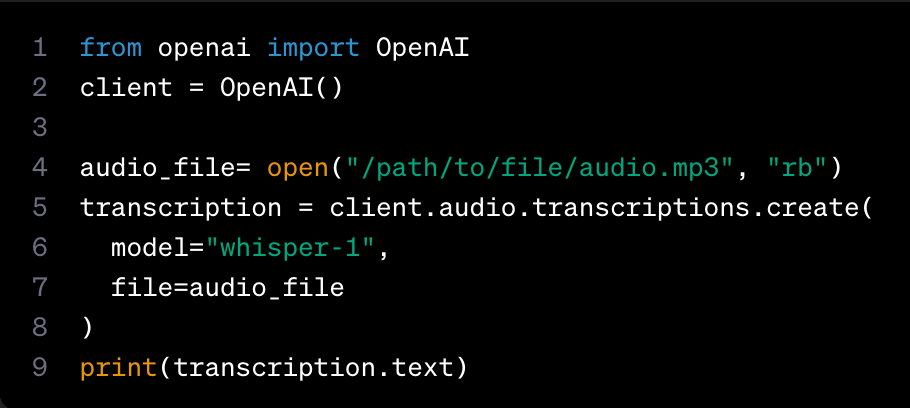 1 from openai import OpenAI
2 client = OpenAI()
3
4 audio_file= open("/path/to/file/audio.mp3", "rb")
5 transcription = client.audio.transcriptions.create(
6   model="whisper-1",
7   file=audio_file
8 )
9 print(transcription.text)